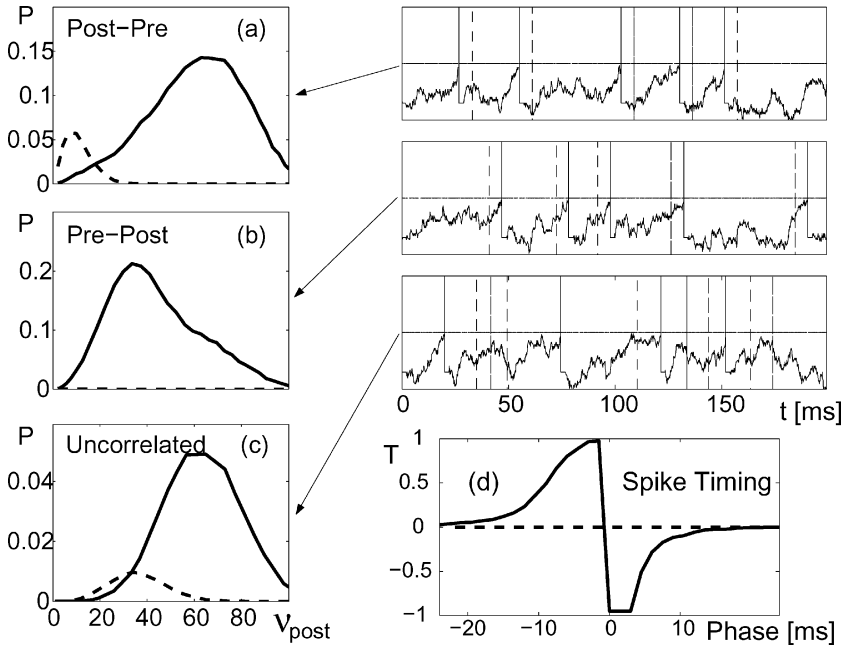 P
Post−Pre (a)
0.15
0.1
0.05
0
P
Pre−Post (b)
0.2
0.1
0
P
Uncorrelated (c)
0.04
0.02
0
0 20 40 60 80
ν post
0 50 100 150 t [ms]
T
1
0.5
0
−0.5
−1
(d) Spike Timing
−20 −10 0 10 Phase [ms]